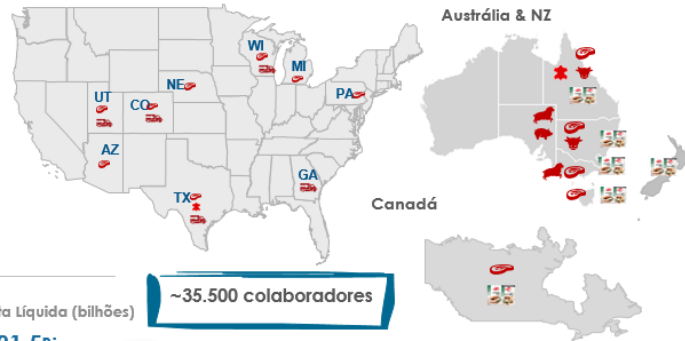 Austrália & NZ
WI
MI
NE
PA
UT
CO
AZ
GA
TX
Canadá
~35.500 colaboradores
Líquida (bilhões)